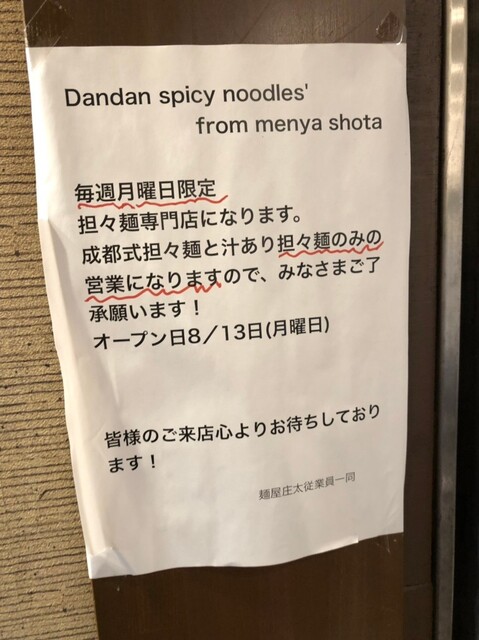 Dandan spicy noodles'
from menya shota
毎週月曜日限定
担々麺専門店になります。
成都式担々麺と汁あり担々麺のみの
営業になりますので、みなさまご了
承願います！
オープン日8／13日(月曜日)
皆様のご来店心よりお待ちしており
ます！
麺屋庄太従業員一同